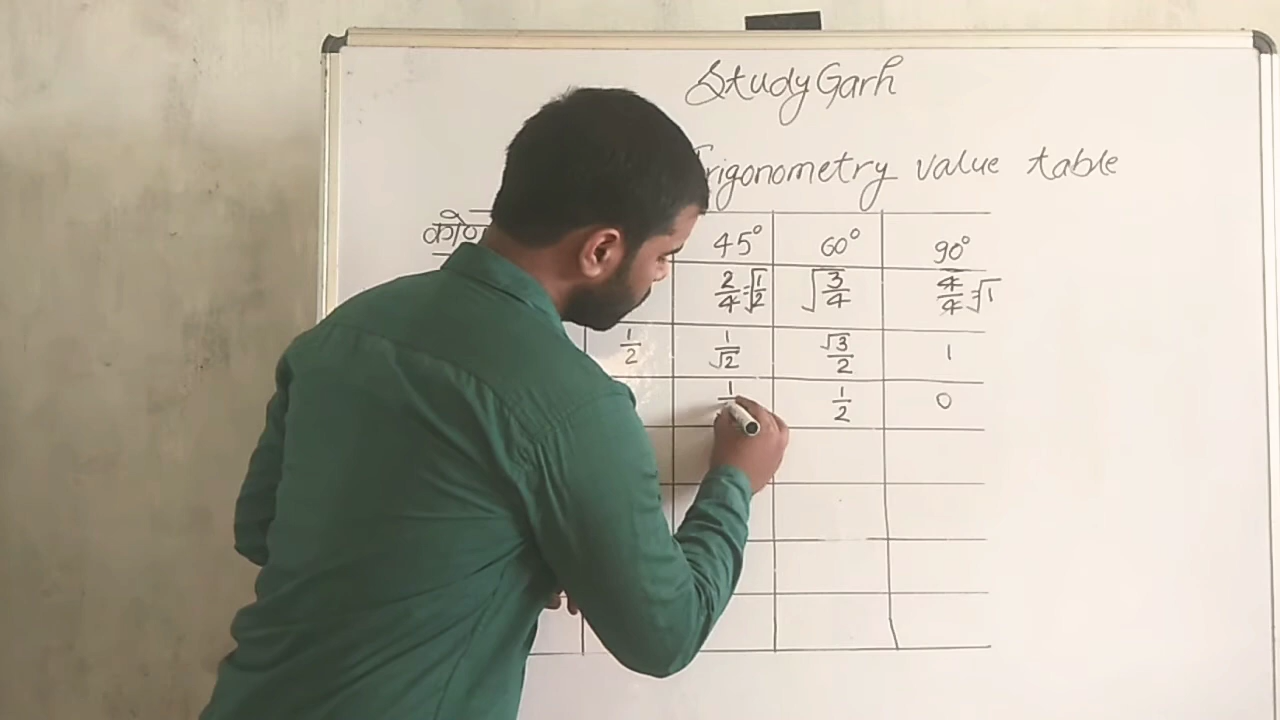 StudyGarh
Trigonometry value table
कोण 45° 60° 90°
2/4=√1/2 √3/4 4/4=√1
1/2 1/√2 √3/2 1
1 1/2 0